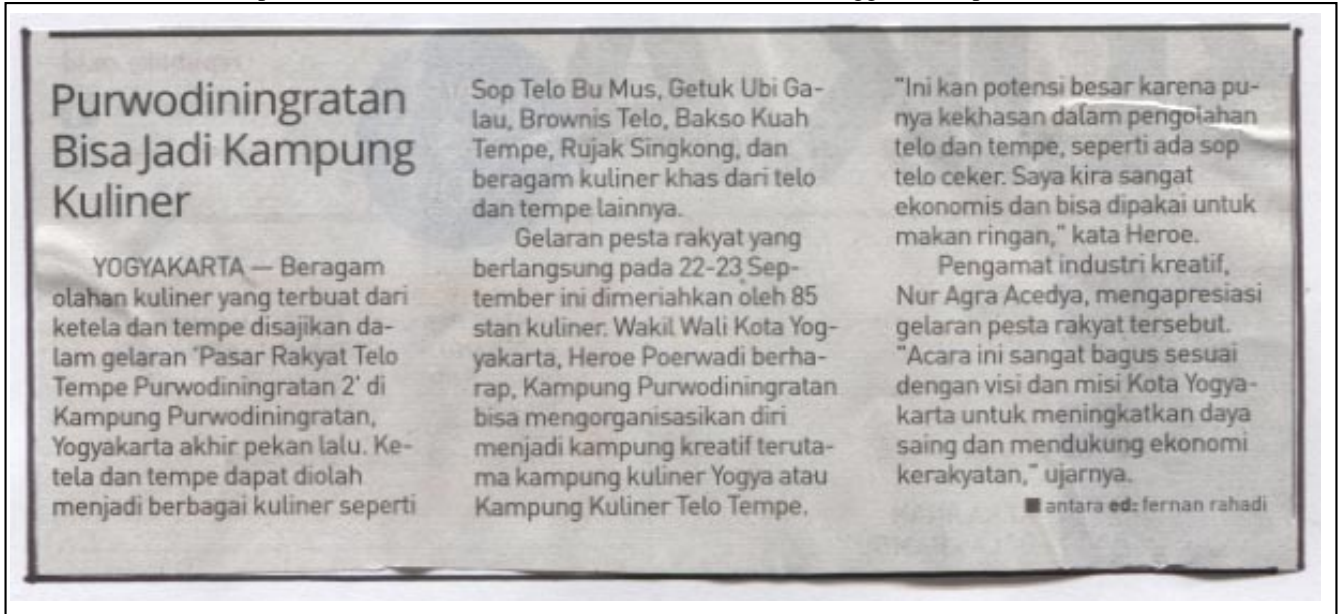 Purwodiningratan
Bisa Jadi Kampung
Kuliner
YOGYAKARTA — Beragam
olahan kuliner yang terbuat dari
ketela dan tempe disajikan da-
lam gelaran 'Pasar Rakyat Telo
Tempe Purwodiningratan 2' di
Kampung Purwodiningratan,
Yogyakarta akhir pekan lalu. Ke-
tela dan tempe dapat diolah
menjadi berbagai kuliner seperti
Sop Telo Bu Mus, Getuk Ubi Ga-
lau, Brownis Telo, Bakso Kuah
Tempe, Rujak Singkong, dan
beragam kuliner khas dari telo
dan tempe lainnya.
Gelaran pesta rakyat yang
berlangsung pada 22-23 Sep-
tember ini dimeriahkan oleh 85
stan kuliner. Wakil Wali Kota Yog-
yakarta, Heroe Poerwadi berha-
rap, Kampung Purwodiningratan
bisa mengorganisasikan diri
menjadi kampung kreatif teruta-
ma kampung kuliner Yogya atau
Kampung Kuliner Telo Tempe.
"Ini kan potensi besar karena pu-
nya kekhasan dalam pengolahan
telo dan tempe, seperti ada sop
telo ceker. Saya kira sangat
ekonomis dan bisa dipakai untuk
makan ringan," kata Heroe.
Pengamat industri kreatif,
Nur Agra Acedya, mengapresiasi
gelaran pesta rakyat tersebut.
"Acara ini sangat bagus sesuai
dengan visi dan misi Kota Yogya-
karta untuk meningkatkan daya
saing dan mendukung ekonomi
kerakyatan," ujarnya.
■ antara ed: fernan rahadi